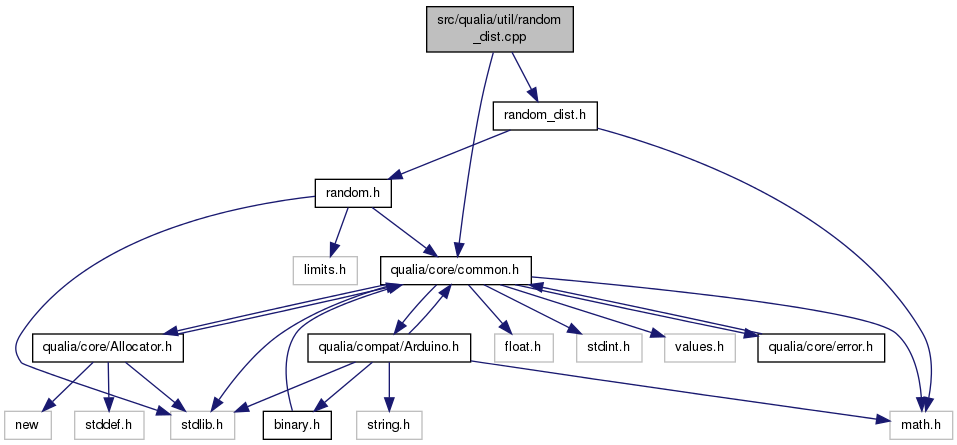 src/qualia/util/random
_dist.cpp
random_dist.h
random.h
limits.h
qualia/core/common.h
qualia/core/Allocator.h
qualia/compat/Arduino.h
float.h
stdint.h
values.h
qualia/core/error.h
new
stddef.h
stdlib.h
binary.h
string.h
math.h